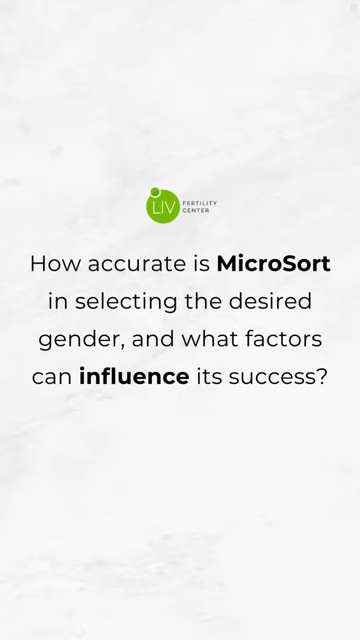 LIV
FERTILITY
CENTER
How accurate is MicroSort
in selecting the desired
gender, and what factors
can influence its success?